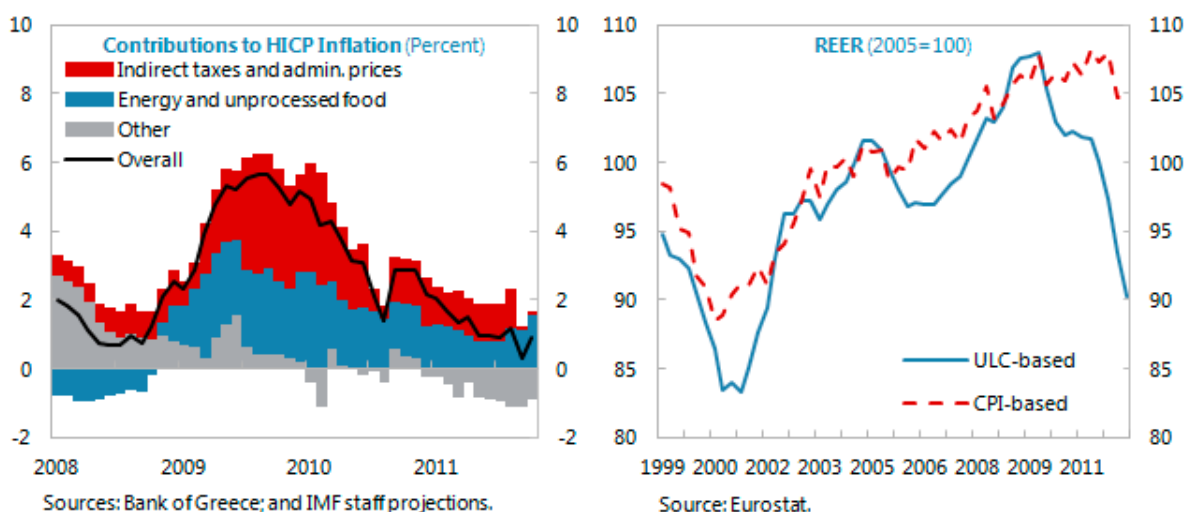 Contributions to HICP Inflation (Percent)
Indirect taxes and admin. prices
Energy and unprocessed food
Other
Overall
10
8
6
4
2
0
-2
10
8
6
4
2
0
-2
2008 2009 2010 2011
Sources: Bank of Greece; and IMF staff projections.
REER (2005=100)
110
105
100
95
90
85
80
110
105
100
95
90
85
80
ULC-based
CPI-based
1999 2000 2002 2003 2005 2006 2008 2009 2011
Source: Eurostat.